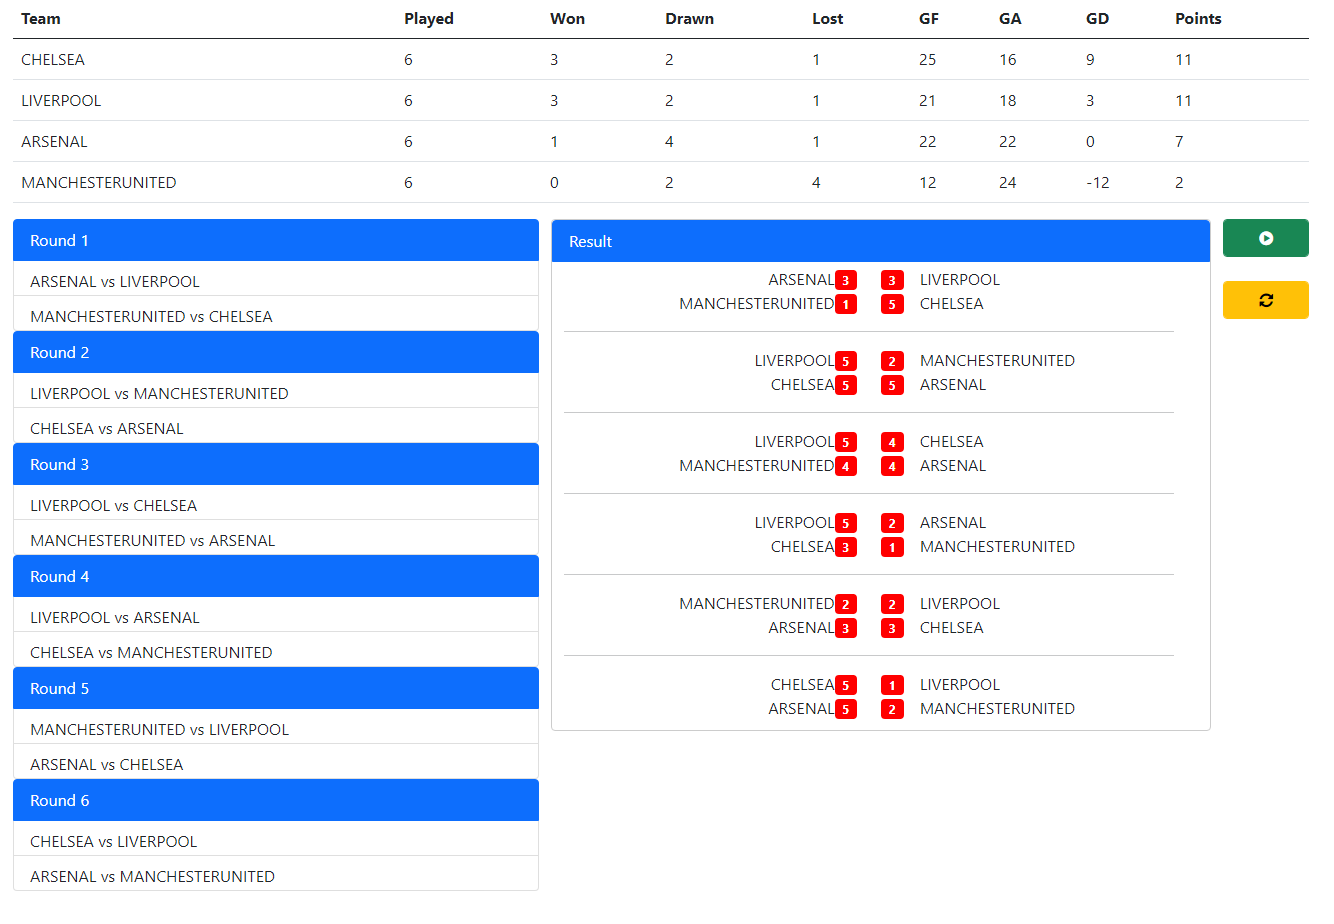 Team Played Won Drawn Lost GF GA GD Points
CHELSEA 6 3 2 1 25 16 9 11
LIVERPOOL 6 3 2 1 21 18 3 11
ARSENAL 6 1 4 1 22 22 0 7
MANCHESTERUNITED 6 0 2 4 12 24 -12 2
Round 1
ARSENAL vs LIVERPOOL
MANCHESTERUNITED vs CHELSEA
Round 2
LIVERPOOL vs MANCHESTERUNITED
CHELSEA vs ARSENAL
Round 3
LIVERPOOL vs CHELSEA
MANCHESTERUNITED vs ARSENAL
Round 4
LIVERPOOL vs ARSENAL
CHELSEA vs MANCHESTERUNITED
Round 5
MANCHESTERUNITED vs LIVERPOOL
ARSENAL vs CHELSEA
Round 6
CHELSEA vs LIVERPOOL
ARSENAL vs MANCHESTERUNITED
Result
ARSENAL 3 3 LIVERPOOL
MANCHESTERUNITED 1 5 CHELSEA
LIVERPOOL 5 2 MANCHESTERUNITED
CHELSEA 5 5 ARSENAL
LIVERPOOL 5 4 CHELSEA
MANCHESTERUNITED 4 4 ARSENAL
LIVERPOOL 5 2 ARSENAL
CHELSEA 3 1 MANCHESTERUNITED
MANCHESTERUNITED 2 2 LIVERPOOL
ARSENAL 3 3 CHELSEA
CHELSEA 5 1 LIVERPOOL
ARSENAL 5 2 MANCHESTERUNITED